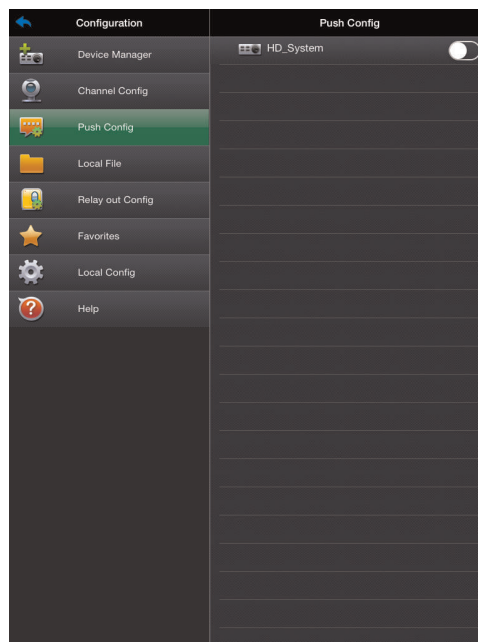 Configuration
Push Config
Device Manager
HD_System
Channel Config
Push Config
Local File
Relay out Config
Favorites
Local Config
Help